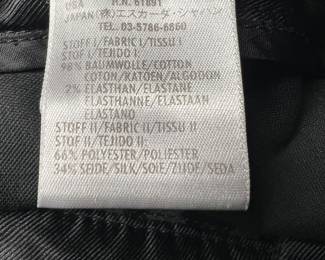 USA R.N. 61891
JAPAN (株)エスカーダ・ジャパン
TEL. 03-5786-6860
STOFF I/FABRIC I/TISSU I
STOF I/TEJIDO I:
98% BAUMWOLLE/COTTON
COTON/KATOEN/ALGODON
2% ELASTHAN/ELASTANE
ELASTHANNE/ELASTAAN
ELASTANO
STOFF II/FABRIC II/TISSU II
STOF II/TEJIDO II:
66% POLYESTER/POLIESTER
34% SEIDE/SILK/SOIE/ZIJDE/SEDA